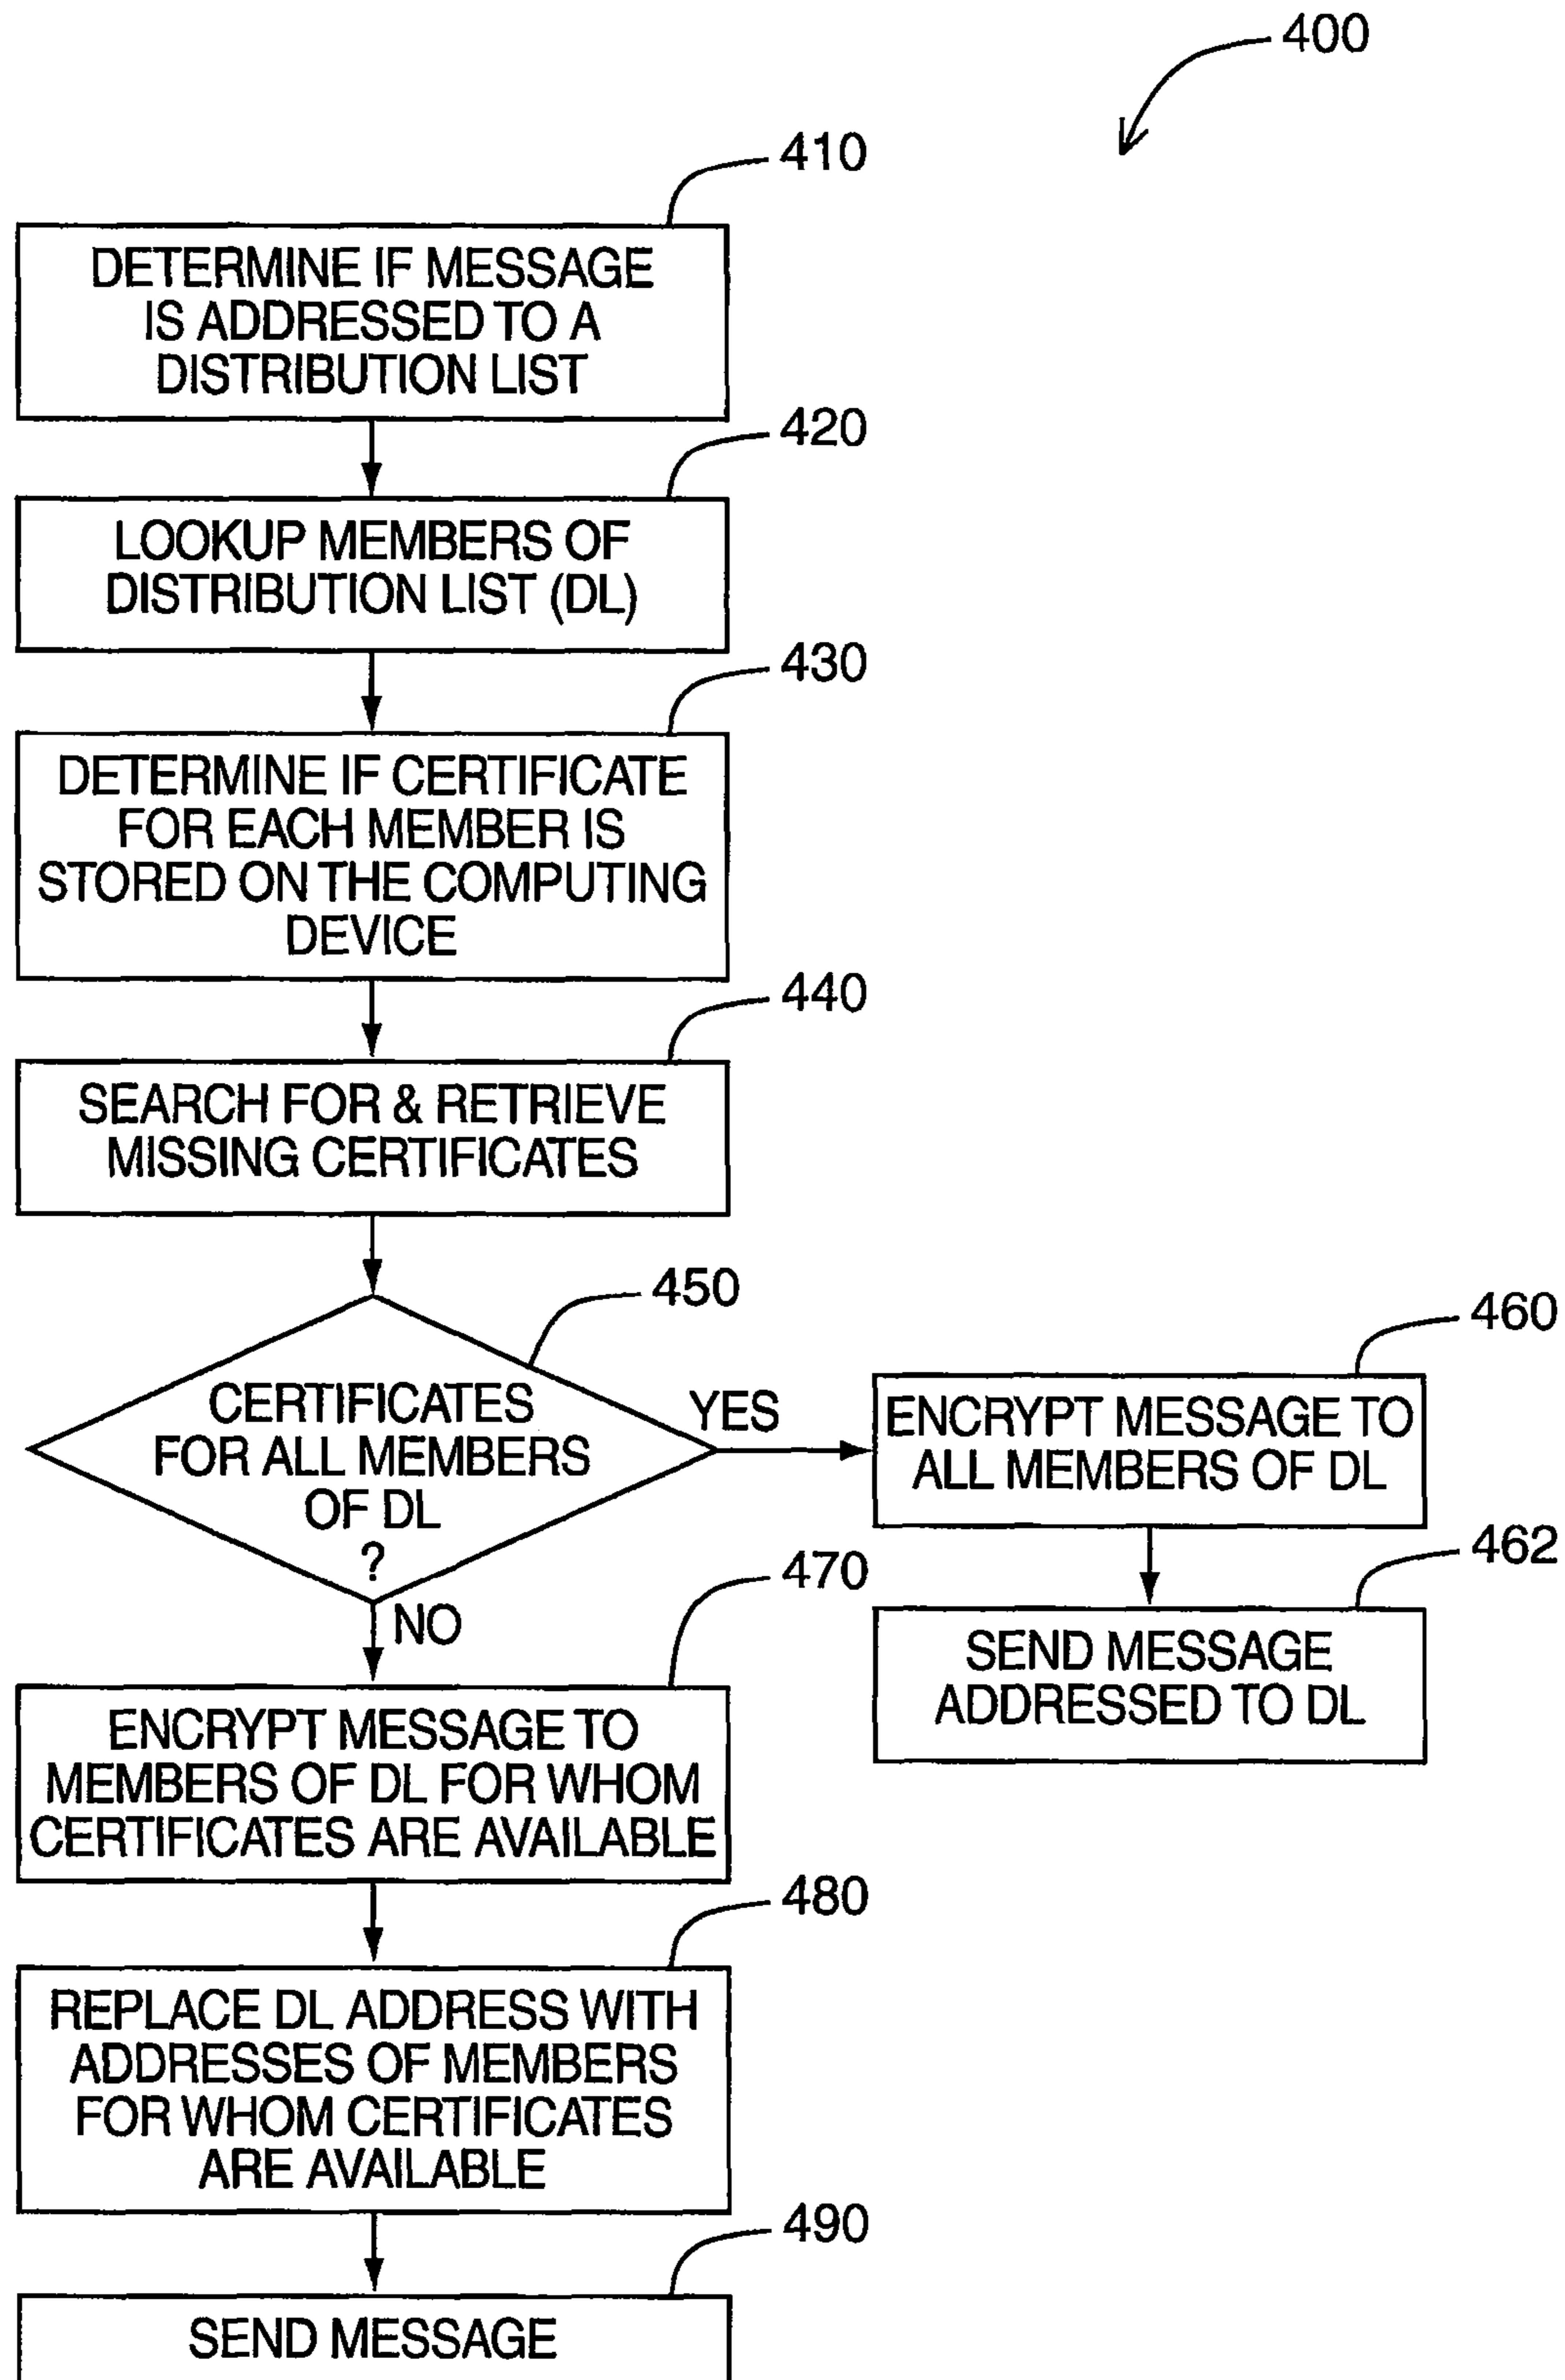 400
410
DETERMINE IF MESSAGE
IS ADDRESSED TO A
DISTRIBUTION LIST
420
LOOKUP MEMBERS OF
DISTRIBUTION LIST (DL)
430
DETERMINE IF CERTIFICATE
FOR EACH MEMBER IS
STORED ON THE COMPUTING
DEVICE
440
SEARCH FOR & RETRIEVE
MISSING CERTIFICATES
450
CERTIFICATES
FOR ALL MEMBERS
OF DL
?
YES
460
ENCRYPT MESSAGE TO
ALL MEMBERS OF DL
462
SEND MESSAGE
ADDRESSED TO DL
NO
470
ENCRYPT MESSAGE TO
MEMBERS OF DL FOR WHOM
CERTIFICATES ARE AVAILABLE
480
REPLACE DL ADDRESS WITH
ADDRESSES OF MEMBERS
FOR WHOM CERTIFICATES
ARE AVAILABLE
490
SEND MESSAGE